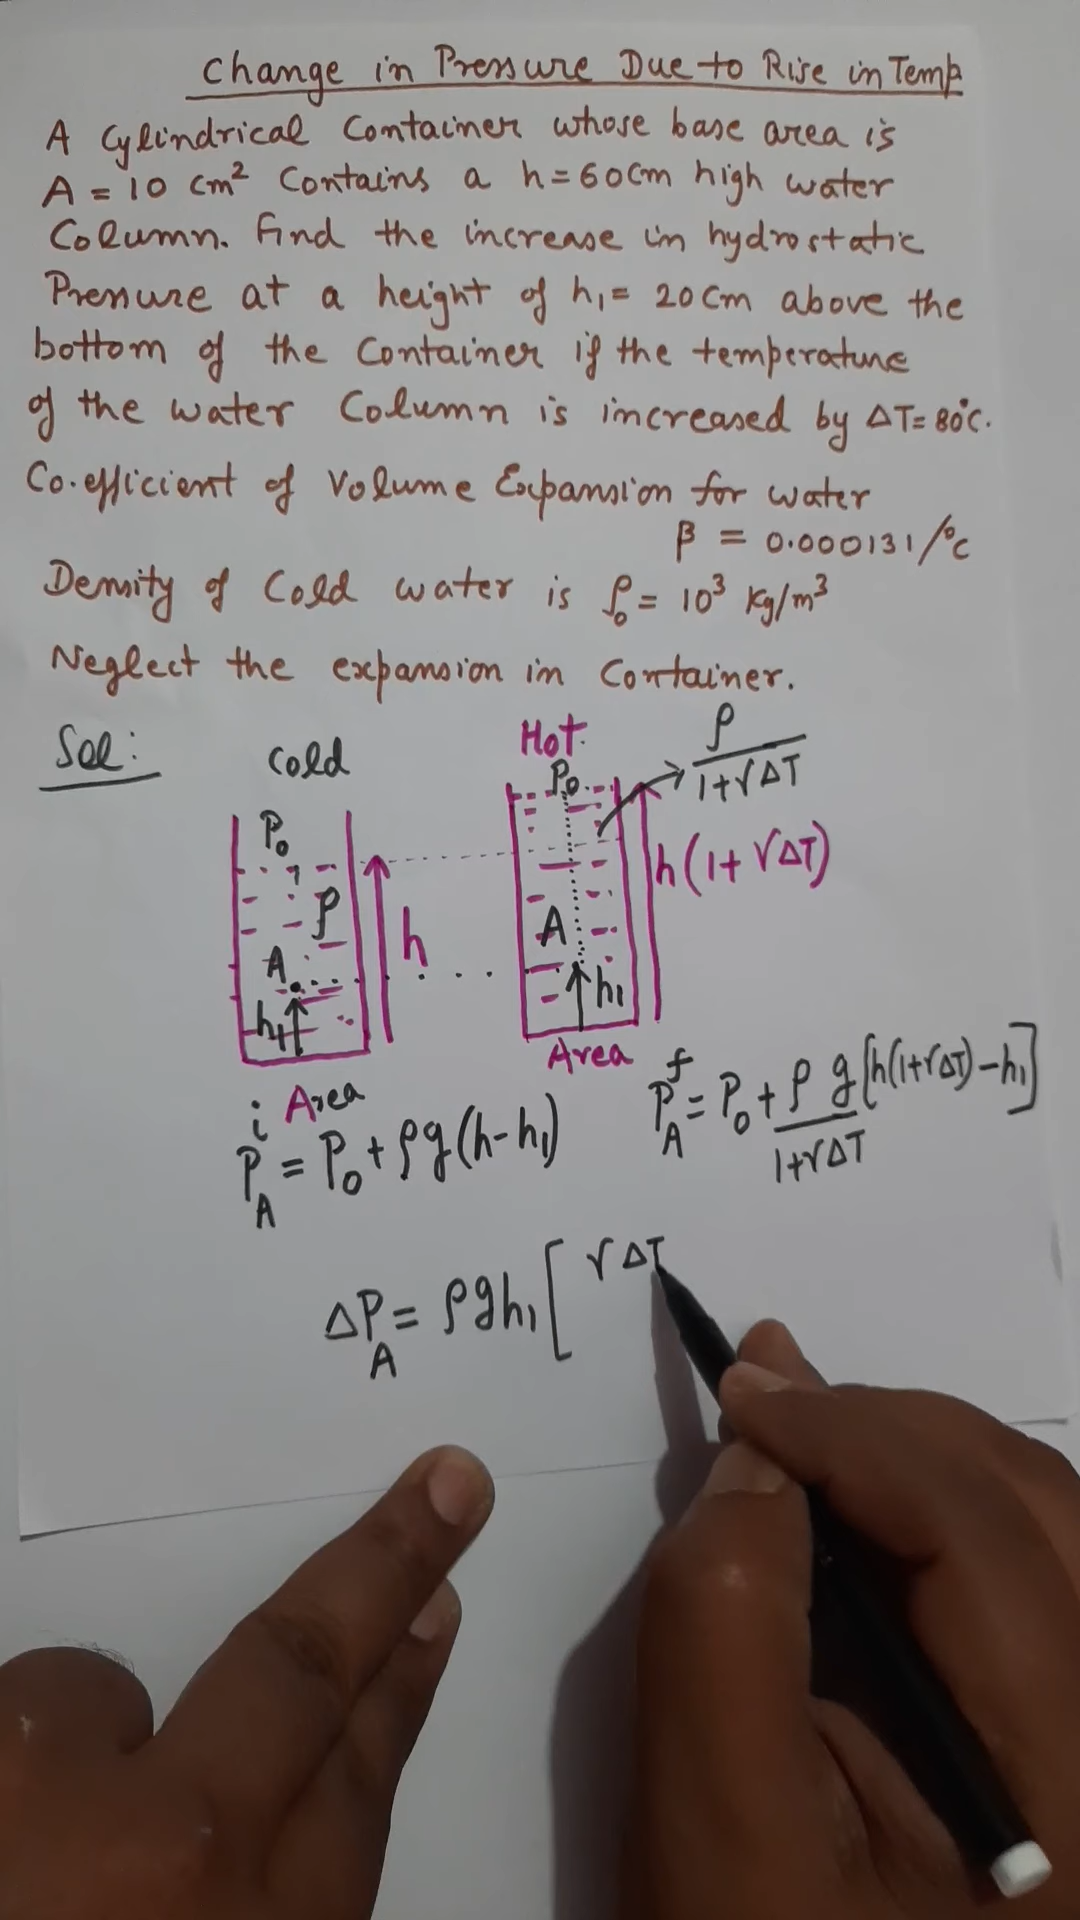 Change in Pressure Due to Rise in Temp
A Cylindrical Container whose base area is
A = 10 cm² Contains a h=60cm high water
Column. Find the increase in hydrostatic
Pressure at a height of h₁= 20cm above the
bottom of the Container if the temperature
of the water Column is increased by ΔT= 80°C.
Co.efficient of Volume Expansion for water
β = 0.000131/°C
Density of Cold water is ρ₀ = 10³ Kg/m³
Neglect the expansion in Container.
Sol:
Cold
Hot
ρ/(1+γΔT)
P₀
P₀
h(1+γΔT)
ρ
h
A
A
h₁
h₁
Area
Area
P_A^i = P₀ + ρg(h-h₁)
P_A^f = P₀ + ρ/(1+γΔT) g[h(1+γΔT)-h₁]
ΔP_A = ρgh₁[ γΔT